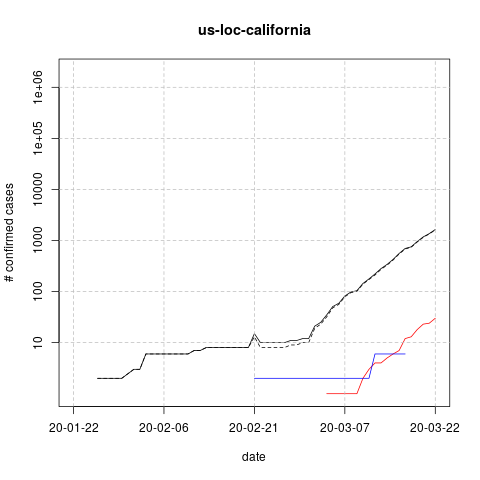 us-loc-california
# confirmed cases
1e+06
1e+05
10000
1000
100
10
20-01-22 20-02-06 20-02-21 20-03-07 20-03-22
date